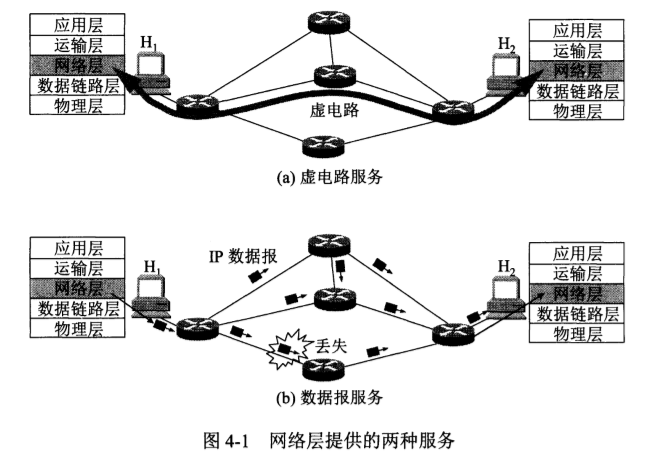 应用层
运输层
网络层
数据链路层
物理层
H1
虚电路
H2
应用层
运输层
网络层
数据链路层
物理层
(a) 虚电路服务
应用层
运输层
网络层
数据链路层
物理层
H1
IP 数据报
丢失
H2
应用层
运输层
网络层
数据链路层
物理层
(b) 数据报服务
图 4-1 网络层提供的两种服务